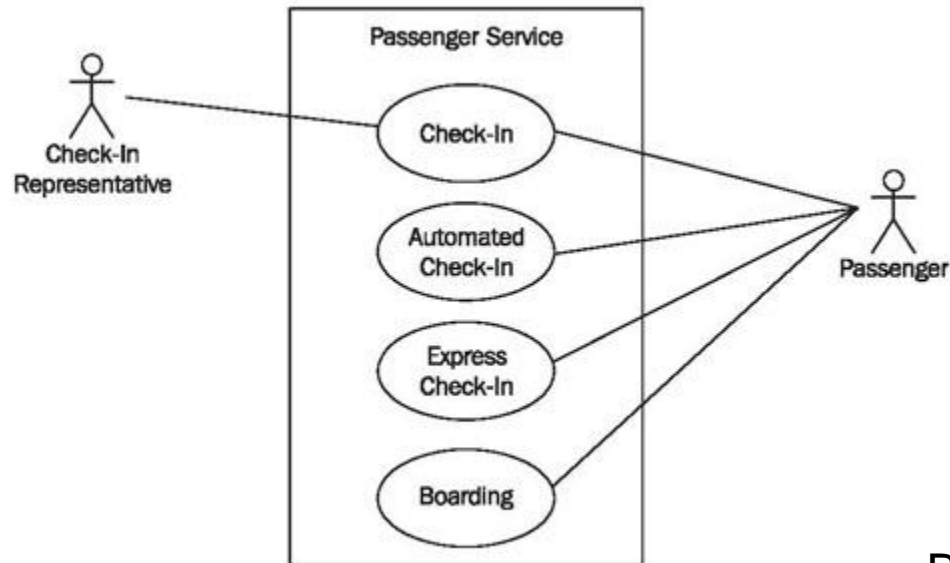 Passenger Service
Check-In
Check-In
Representative
Automated
Check-In
Passenger
Express
Check-In
Boarding